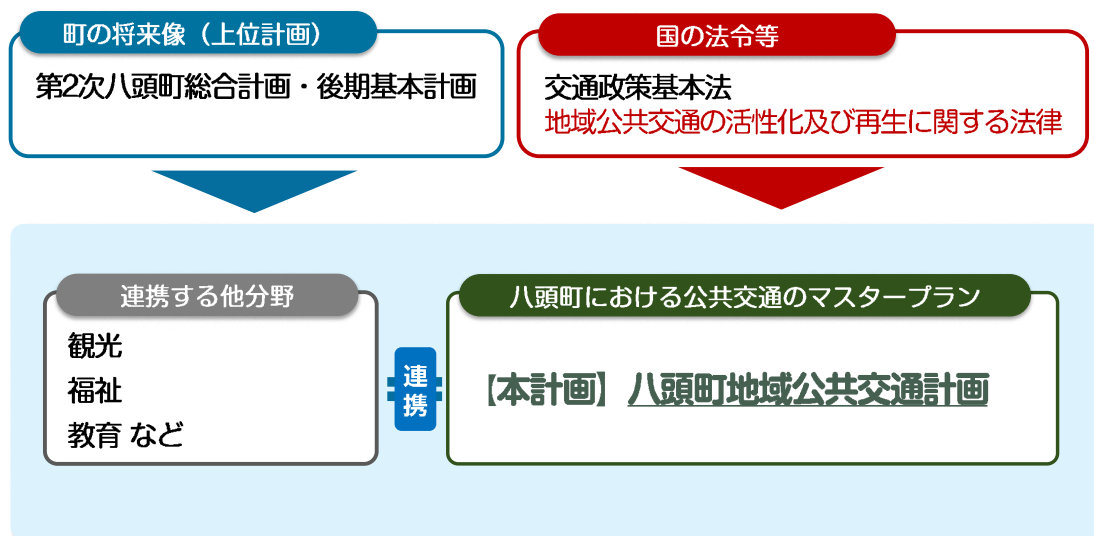 町の将来像（上位計画）
第2次八頭町総合計画・後期基本計画
国の法令等
交通政策基本法
地域公共交通の活性化及び再生に関する法律
連携する他分野
観光
福祉
教育 など
連携
八頭町における公共交通のマスタープラン
【本計画】八頭町地域公共交通計画